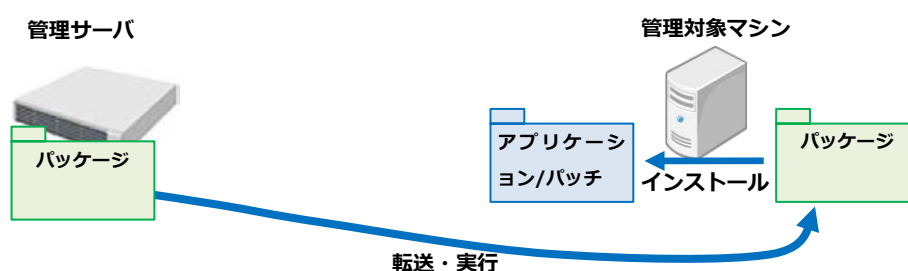 管理サーバ
管理対象マシン
パッケージ
アプリケーシ
ョン/パッチ
インストール
パッケージ
転送・実行